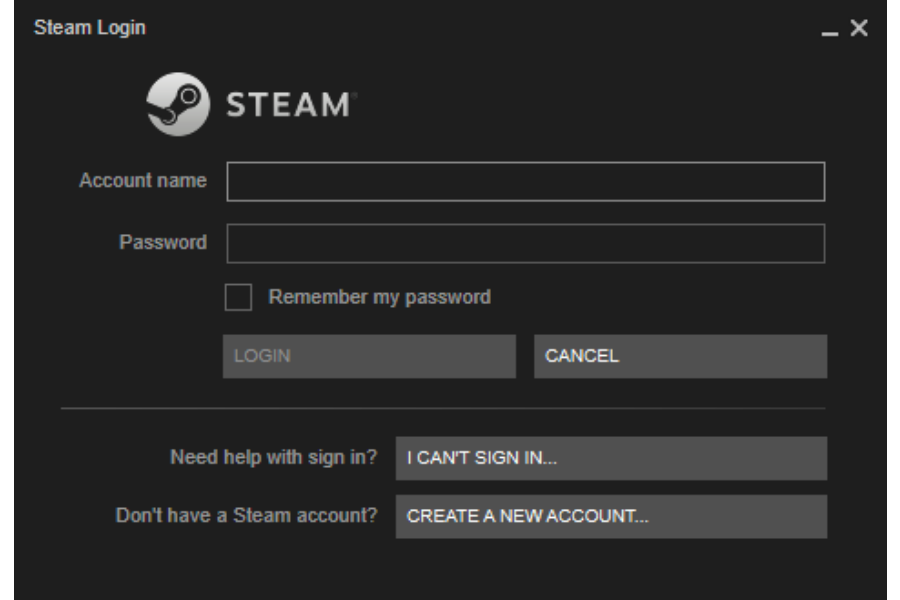 Steam Login
STEAM®
Account name
Password
Remember my password
LOGIN CANCEL
Need help with sign in? I CAN'T SIGN IN...
Don't have a Steam account? CREATE A NEW ACCOUNT...